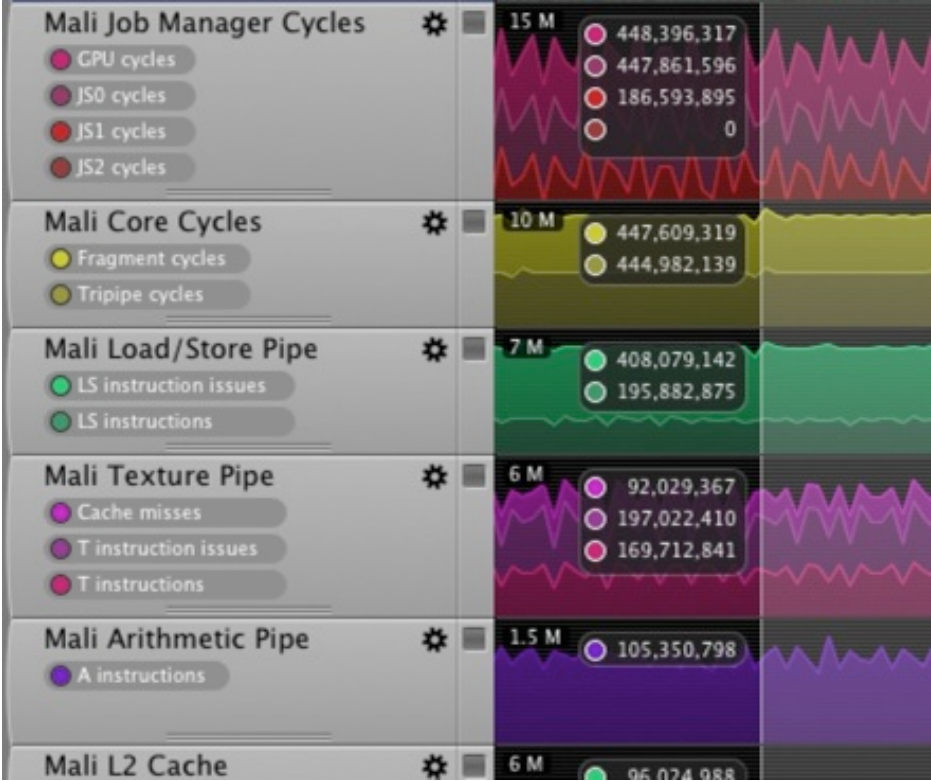 Mali Job Manager Cycles
15 M
GPU cycles
448,396,317
JS0 cycles
447,861,596
JS1 cycles
186,593,895
JS2 cycles
0
Mali Core Cycles
10 M
Fragment cycles
447,609,319
Tripipe cycles
444,982,139
Mali Load/Store Pipe
7 M
LS instruction issues
408,079,142
LS instructions
195,882,875
Mali Texture Pipe
6 M
Cache misses
92,029,367
T instruction issues
197,022,410
T instructions
169,712,841
Mali Arithmetic Pipe
1.5 M
A instructions
105,350,798
Mali L2 Cache
6 M
96,024,988